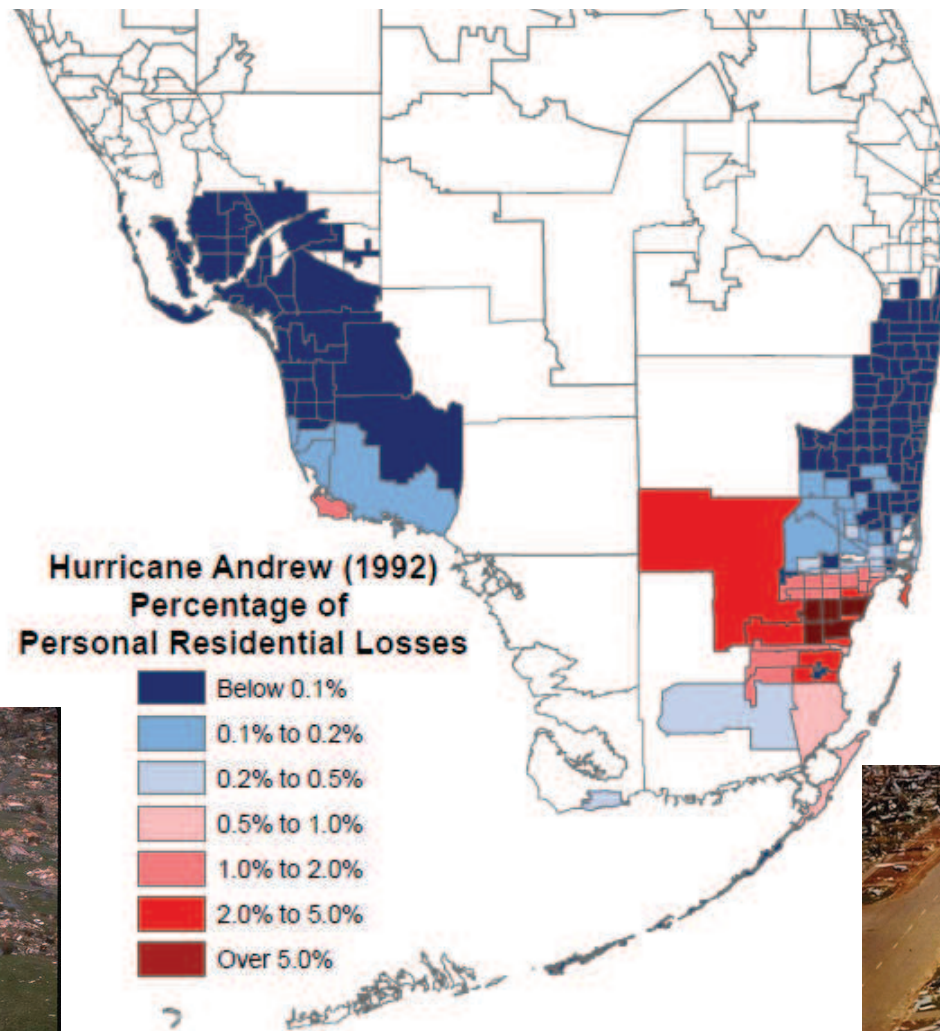 Hurricane Andrew (1992)
Percentage of
Personal Residential Losses
Below 0.1%
0.1% to 0.2%
0.2% to 0.5%
0.5% to 1.0%
1.0% to 2.0%
2.0% to 5.0%
Over 5.0%